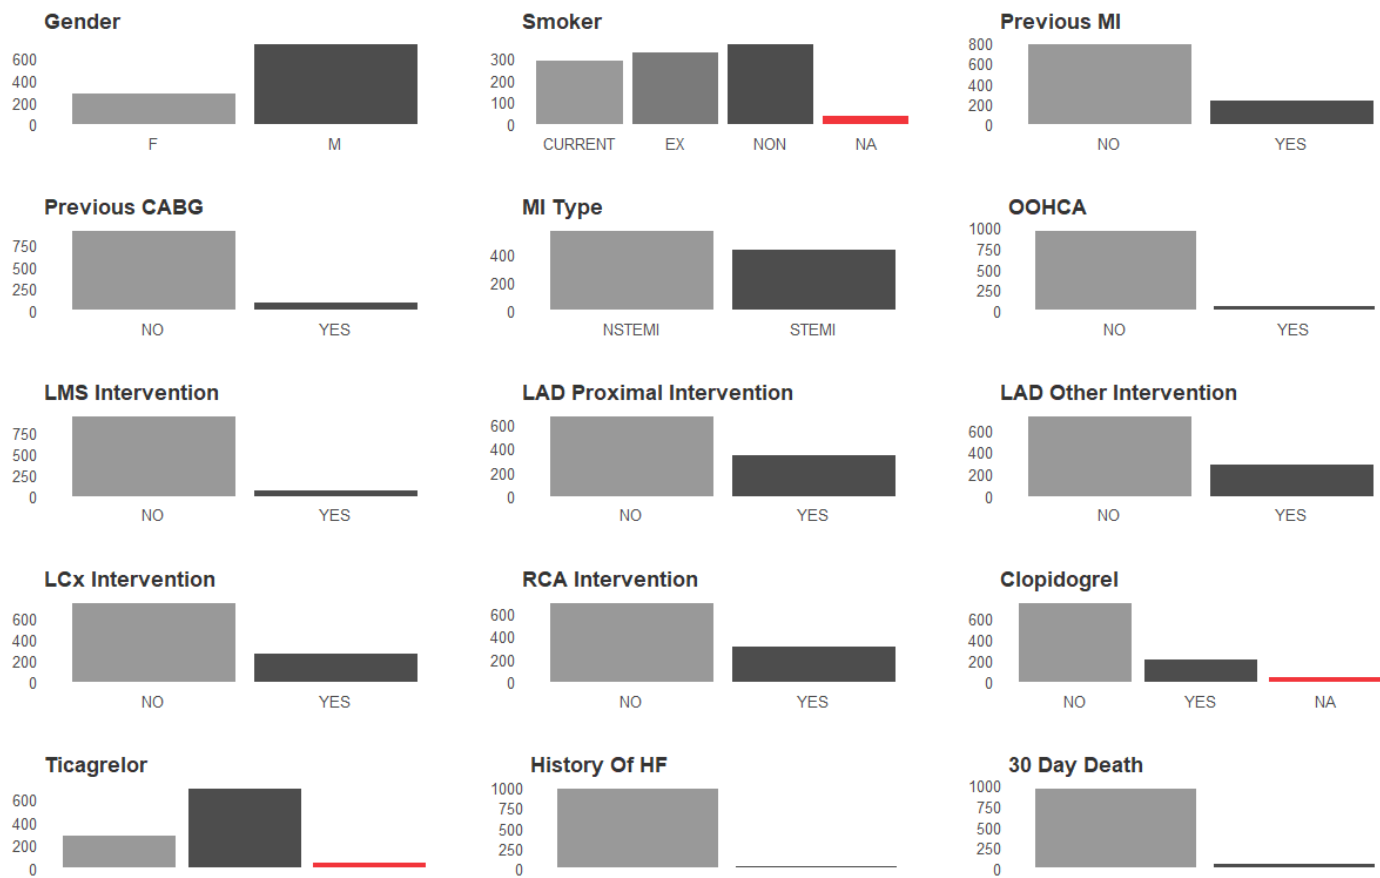 Gender
600
400
200
0
F M
Smoker
300
200
100
0
CURRENT EX NON NA
Previous MI
800
600
400
200
0
NO YES
Previous CABG
750
500
250
0
NO YES
MI Type
400
200
0
NSTEMI STEMI
OOHCA
1000
750
500
250
0
NO YES
LMS Intervention
750
500
250
0
NO YES
LAD Proximal Intervention
600
400
200
0
NO YES
LAD Other Intervention
600
400
200
0
NO YES
LCx Intervention
600
400
200
0
NO YES
RCA Intervention
600
400
200
0
NO YES
Clopidogrel
600
400
200
0
NO YES NA
Ticagrelor
600
400
200
0
History Of HF
1000
750
500
250
0
30 Day Death
1000
750
500
250
0